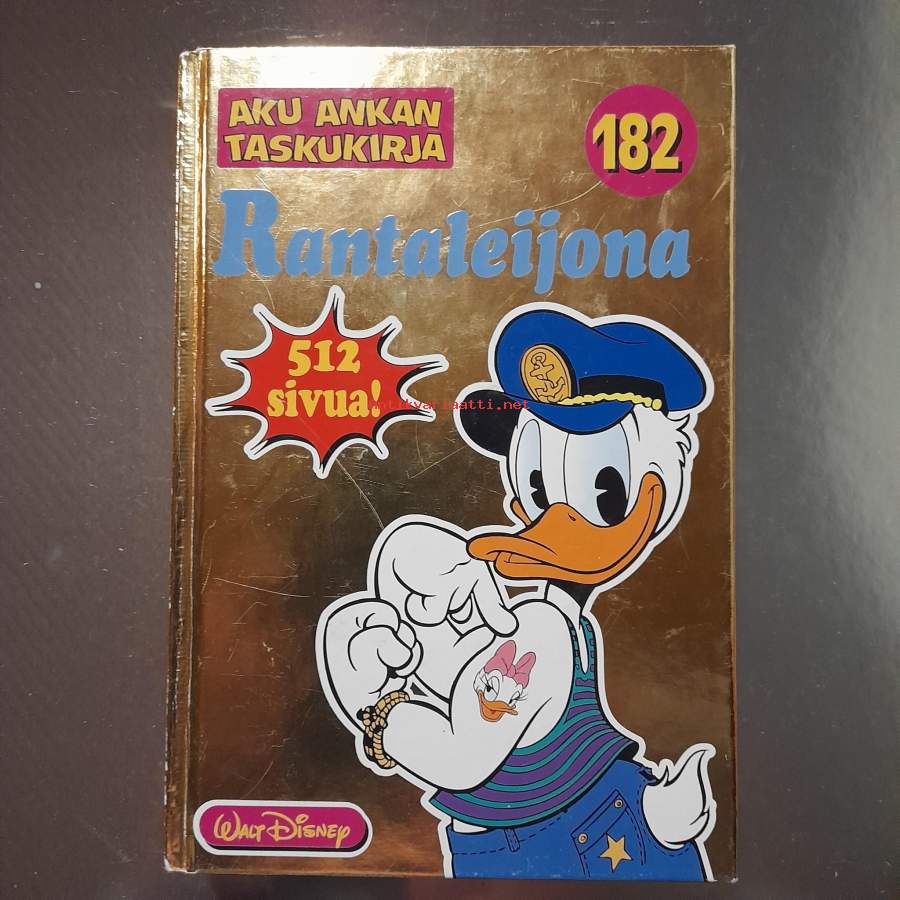 AKU ANKAN
TASKUKIRJA
182
Rantaleijona
512
sivua!
antikvariaatti.net
WALT DISNEY